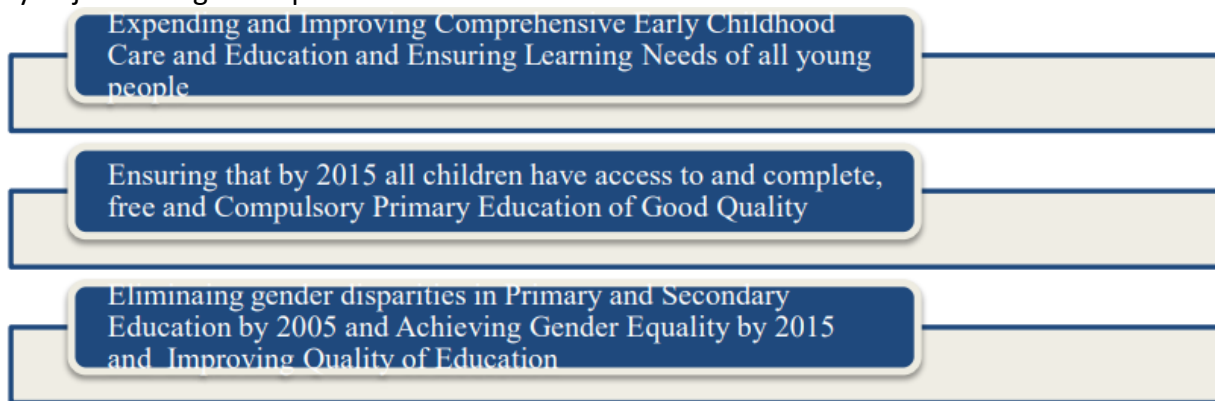 Expending and Improving Comprehensive Early Childhood
Care and Education and Ensuring Learning Needs of all young
people
Ensuring that by 2015 all children have access to and complete,
free and Compulsory Primary Education of Good Quality
Eliminaing gender disparities in Primary and Secondary
Education by 2005 and Achieving Gender Equality by 2015
and Improving Quality of Education